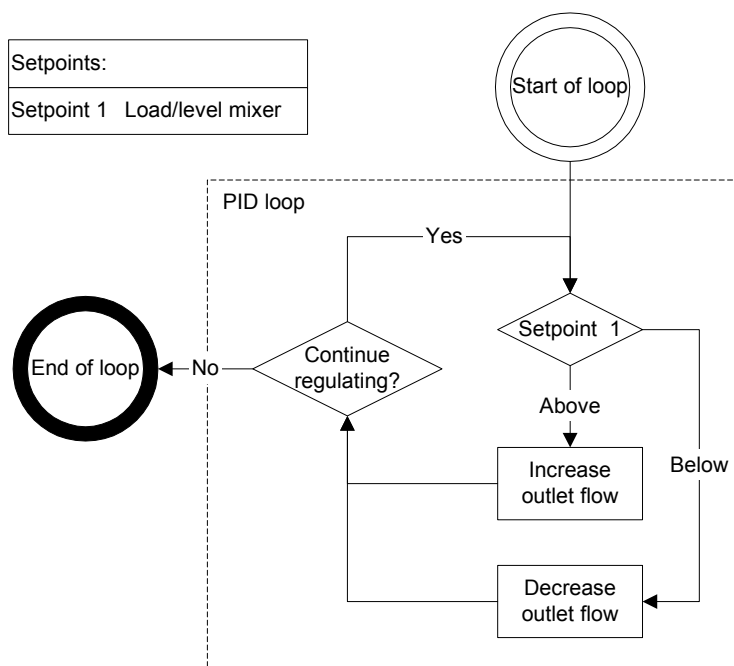 Setpoints:
Setpoint 1 Load/level mixer
Start of loop
PID loop
Yes
Setpoint 1
End of loop
No
Continue
regulating?
Above
Below
Increase
outlet flow
Decrease
outlet flow